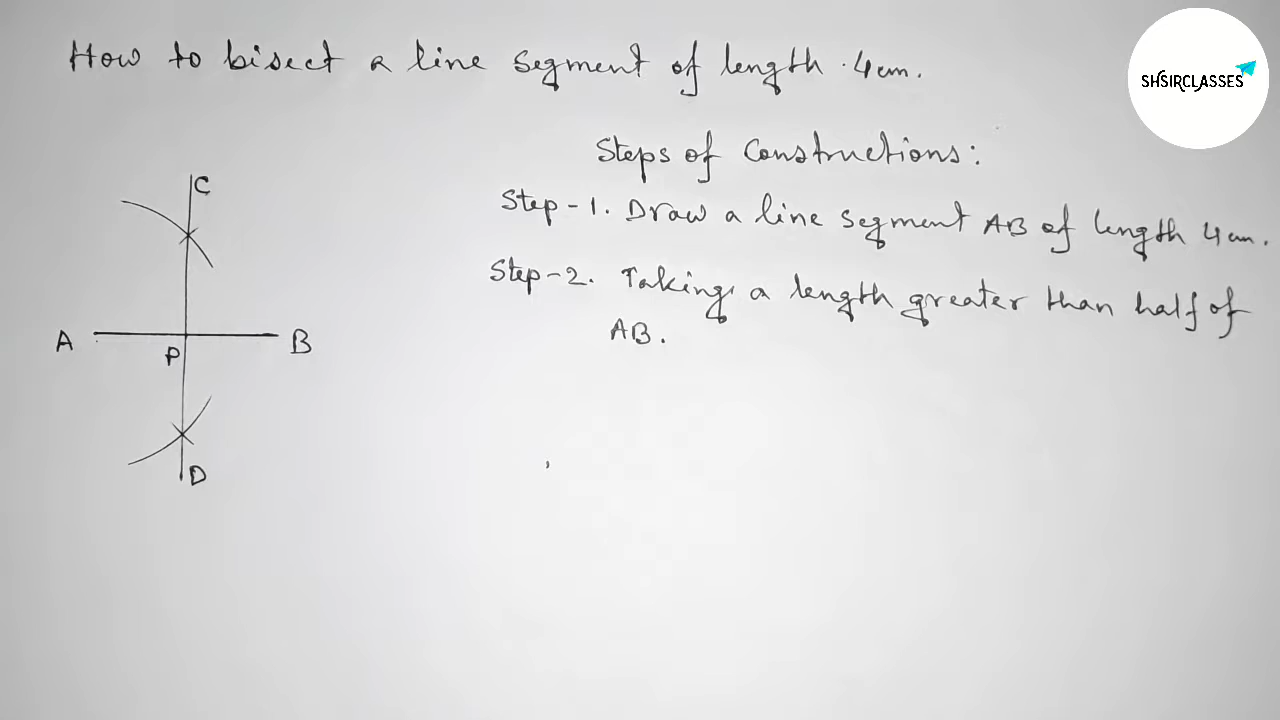 How to bisect a line segment of length 4cm.
SHSIRCLASSES
Steps of Constructions:
Step-1. Draw a line segment AB of length 4cm.
Step-2. Taking a length greater than half of
AB.
C
A
P
B
D